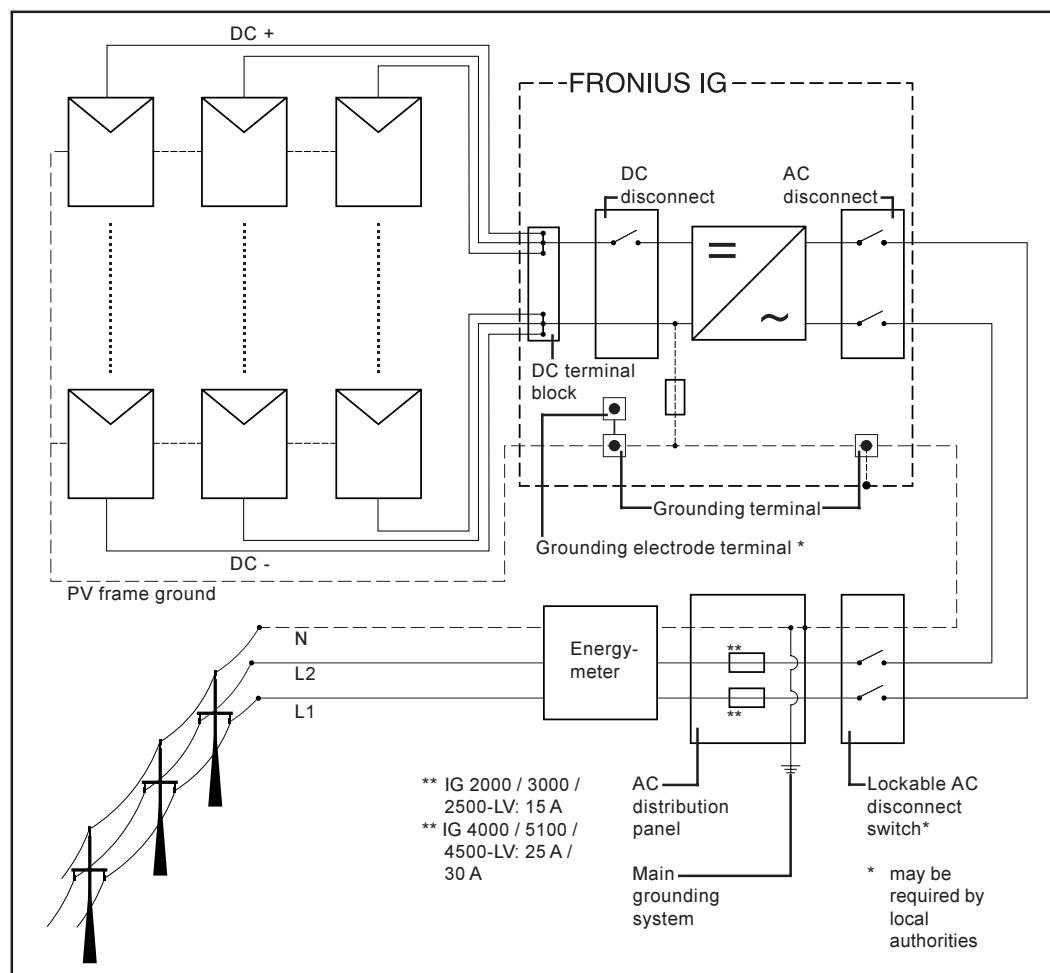 DC +
FRONIUS IG
DC
disconnect
AC
disconnect
=
~
DC terminal
block
Grounding terminal
Grounding electrode terminal *
DC -
PV frame ground
N
L2
L1
Energy-
meter
**
**
** IG 2000 / 3000 /
2500-LV: 15 A
** IG 4000 / 5100 /
4500-LV: 25 A /
30 A
AC
distribution
panel
Main
grounding
system
Lockable AC
disconnect
switch*
* may be
required by
local
authorities